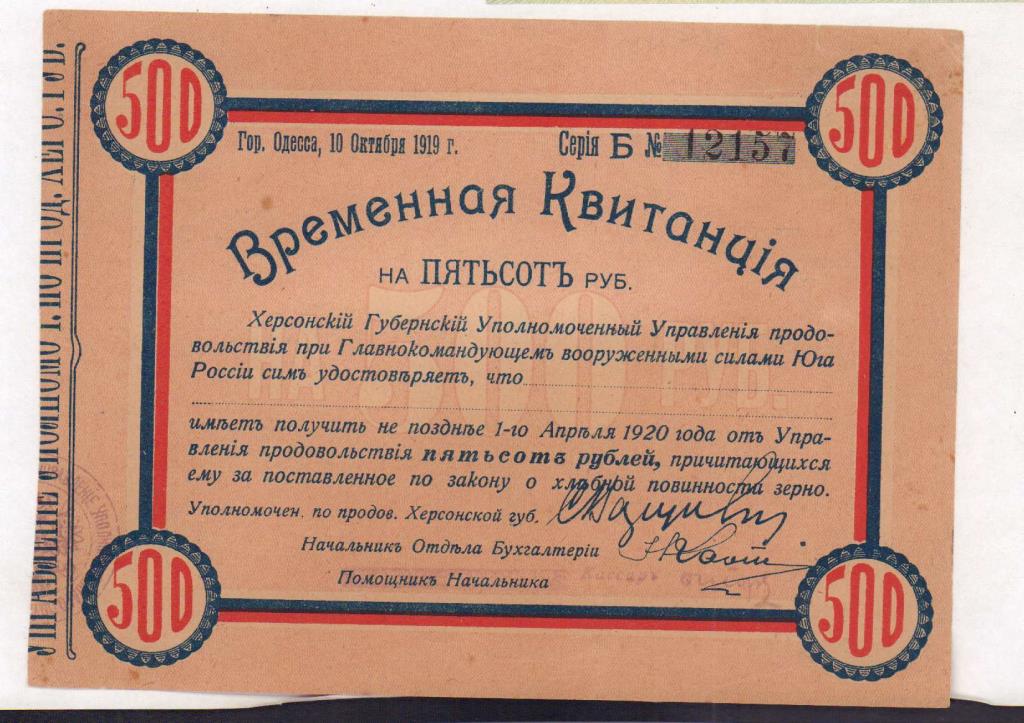 500
500
Гор. Одесса, 10 Октября 1919 г.
Серія Б № 12157
Временная Квитанція
НА ПЯТЬСОТЪ РУБ.
Херсонскій Губернскій Уполномоченный Управленія продо-
вольствія при Главнокомандующемъ вооруженными силами Юга
Россіи симъ удостовѣряетъ, что
имѣетъ получить не позднѣе 1-го Апрѣля 1920 года отъ Упра-
вленія продовольствія пятьсотъ рублей, причитающихся
ему за поставленное по закону о хлѣбной повинности зерно.
Уполномочен. по продов. Херсонской губ.
Начальникъ Отдѣла Бухгалтеріи
Помощникъ Начальника
Кассиръ
500
500
500
РУБ.